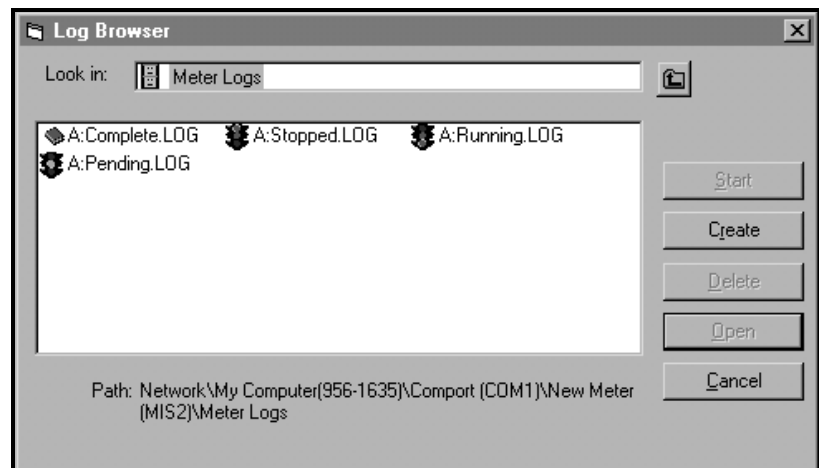 Log Browser
Look in: Meter Logs
A:Complete.LOG A:Stopped.LOG A:Running.LOG
A:Pending.LOG
Start
Create
Delete
Open
Cancel
Path: Network\My Computer(956-1635)\Comport (COM1)\New Meter
(MIS2)\Meter Logs